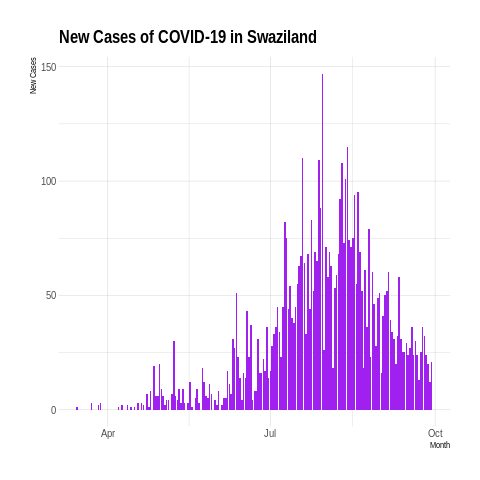 New Cases of COVID-19 in Swaziland
New Cases
150
100
50
0
Apr
Jul
Oct
Month